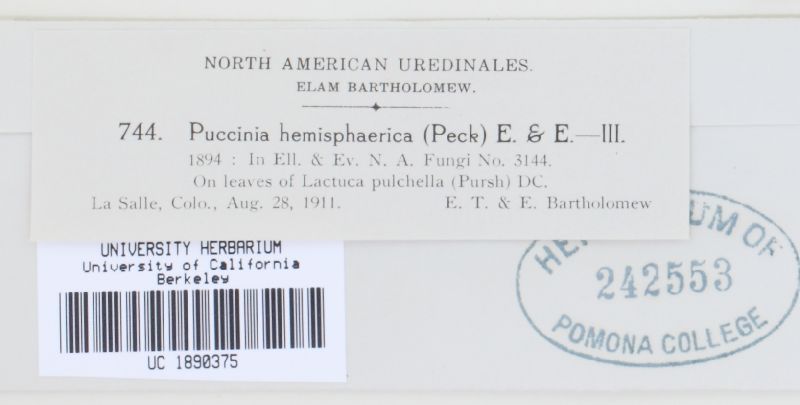 NORTH AMERICAN UREDINALES.
ELAM BARTHOLOMEW.
744. Puccinia hemisphaerica (Peck) E. & E.—III.
1894 : In Ell. & Ev. N. A. Fungi No. 3144.
On leaves of Lactuca pulchella (Pursh) DC.
La Salle, Colo., Aug. 28, 1911. E. T. & E. Bartholomew
UNIVERSITY HERBARIUM
University of California
Berkeley
UC 1890375
UM OF
242553
POMONA COLLEGE